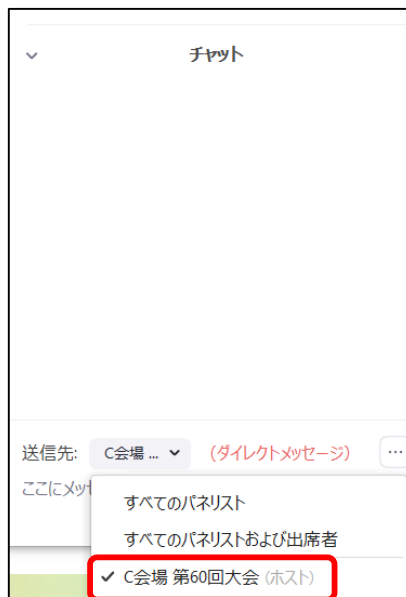 チャット
送信先: C会場 ... (ダイレクトメッセージ) ...
ここにメッ
すべてのパネリスト
すべてのパネリストおよび出席者
✓ C会場 第60回大会 (ホスト)